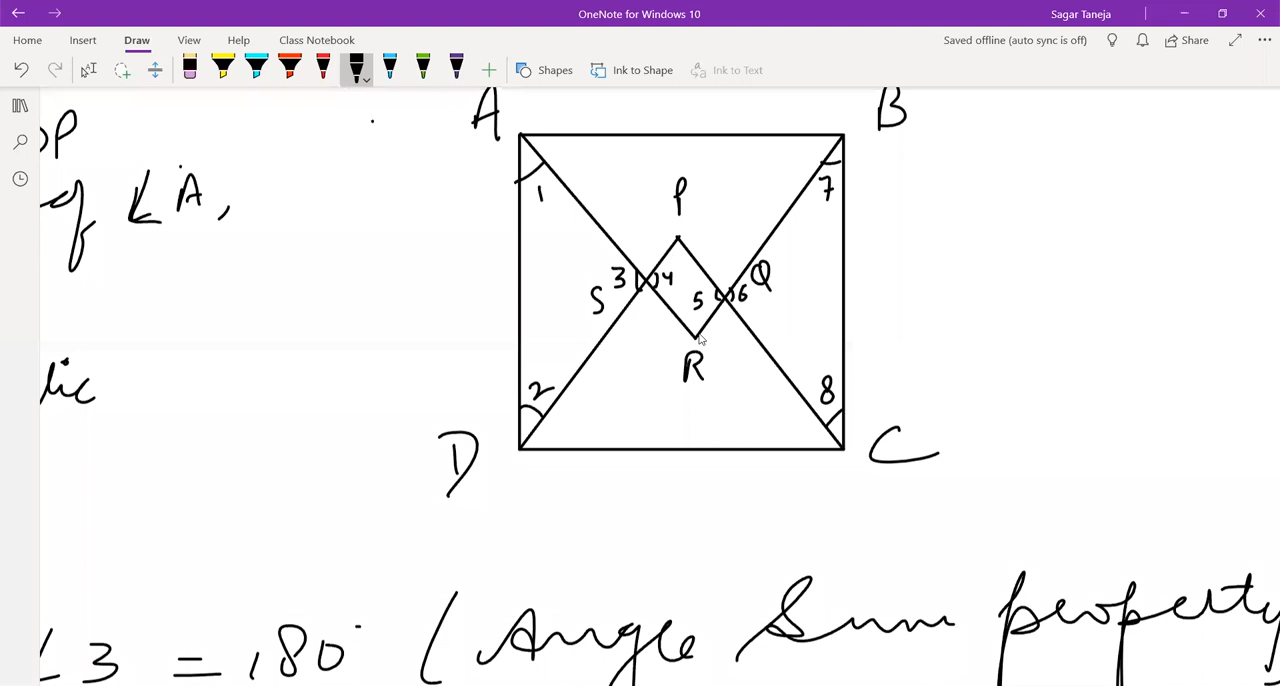 OneNote for Windows 10
Sagar Taneja
Home Insert Draw View Help Class Notebook
Saved offline (auto sync is off)
Share
Shapes
Ink to Shape
Ink to Text
A B
of ∠A,
P
1 7
3 4 5 6 Q
S
R
2 8
D C
∠3 = 180° (Angle Sum property